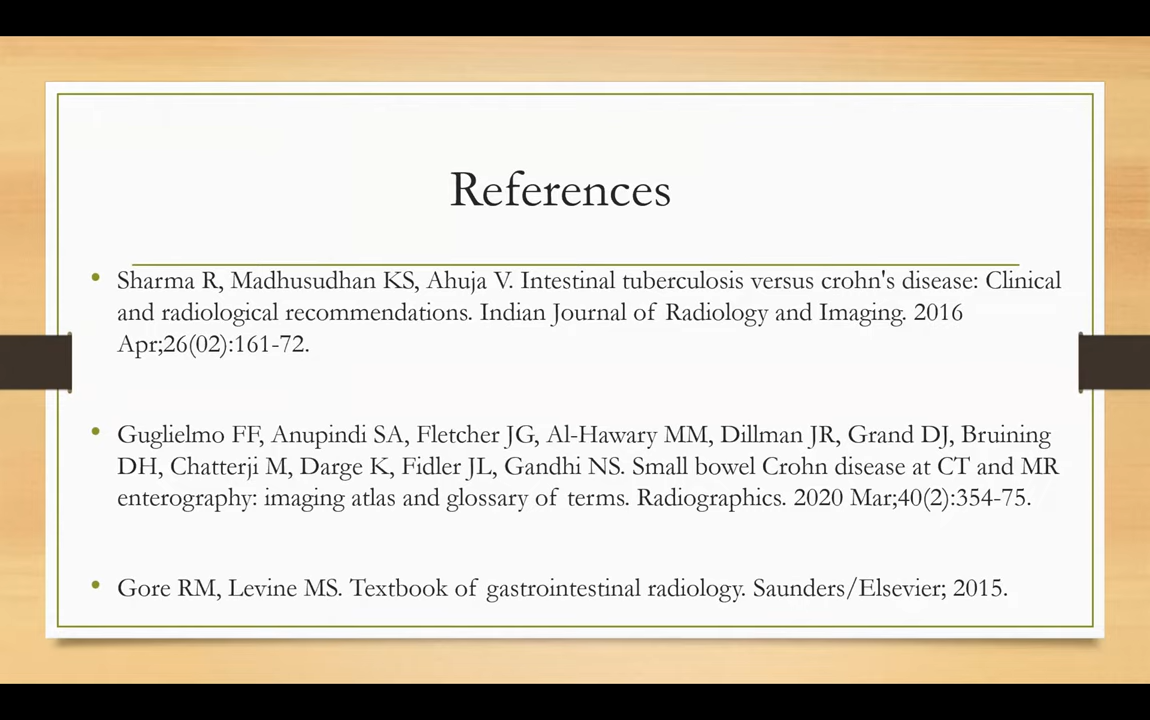 References
• Sharma R, Madhusudhan KS, Ahuja V. Intestinal tuberculosis versus crohn's disease: Clinical
and radiological recommendations. Indian Journal of Radiology and Imaging. 2016
Apr;26(02):161-72.
• Guglielmo FF, Anupindi SA, Fletcher JG, Al-Hawary MM, Dillman JR, Grand DJ, Bruining
DH, Chatterji M, Darge K, Fidler JL, Gandhi NS. Small bowel Crohn disease at CT and MR
enterography: imaging atlas and glossary of terms. Radiographics. 2020 Mar;40(2):354-75.
• Gore RM, Levine MS. Textbook of gastrointestinal radiology. Saunders/Elsevier; 2015.